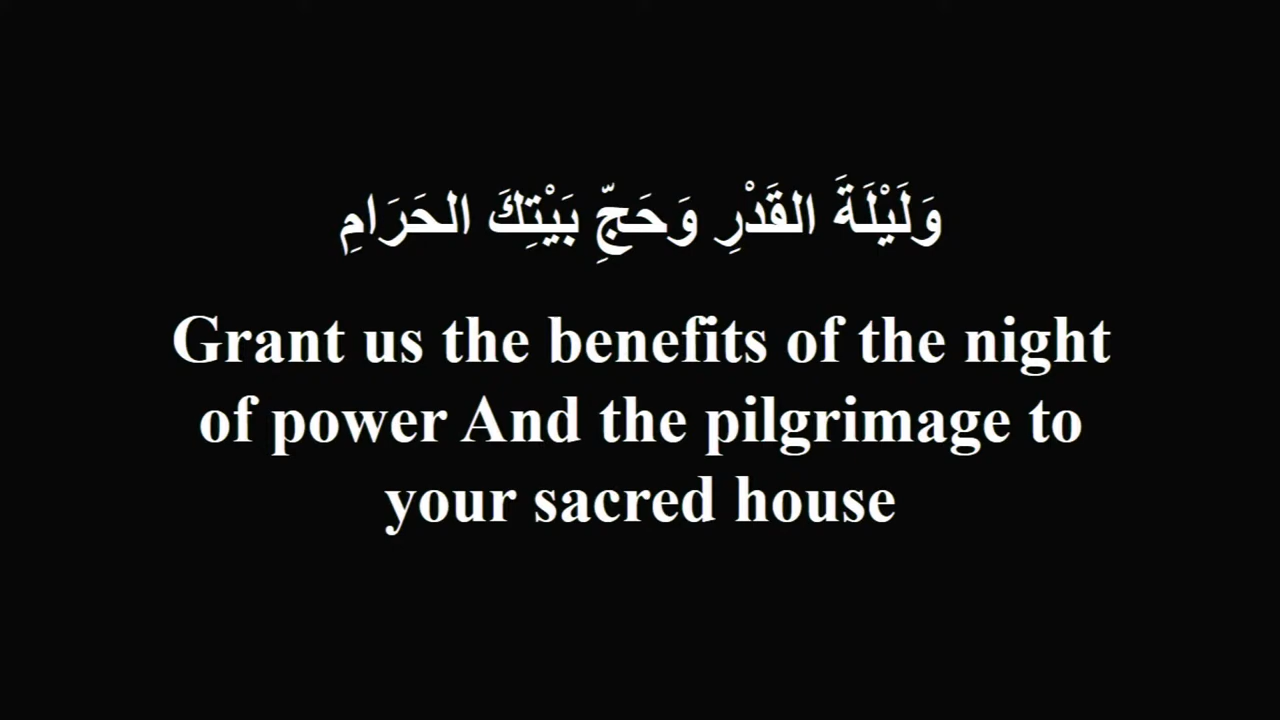 وَلَيْلَةَ القَدْرِ وَحَجِّ بَيْتِكَ الحَرَامِ
Grant us the benefits of the night
of power And the pilgrimage to
your sacred house